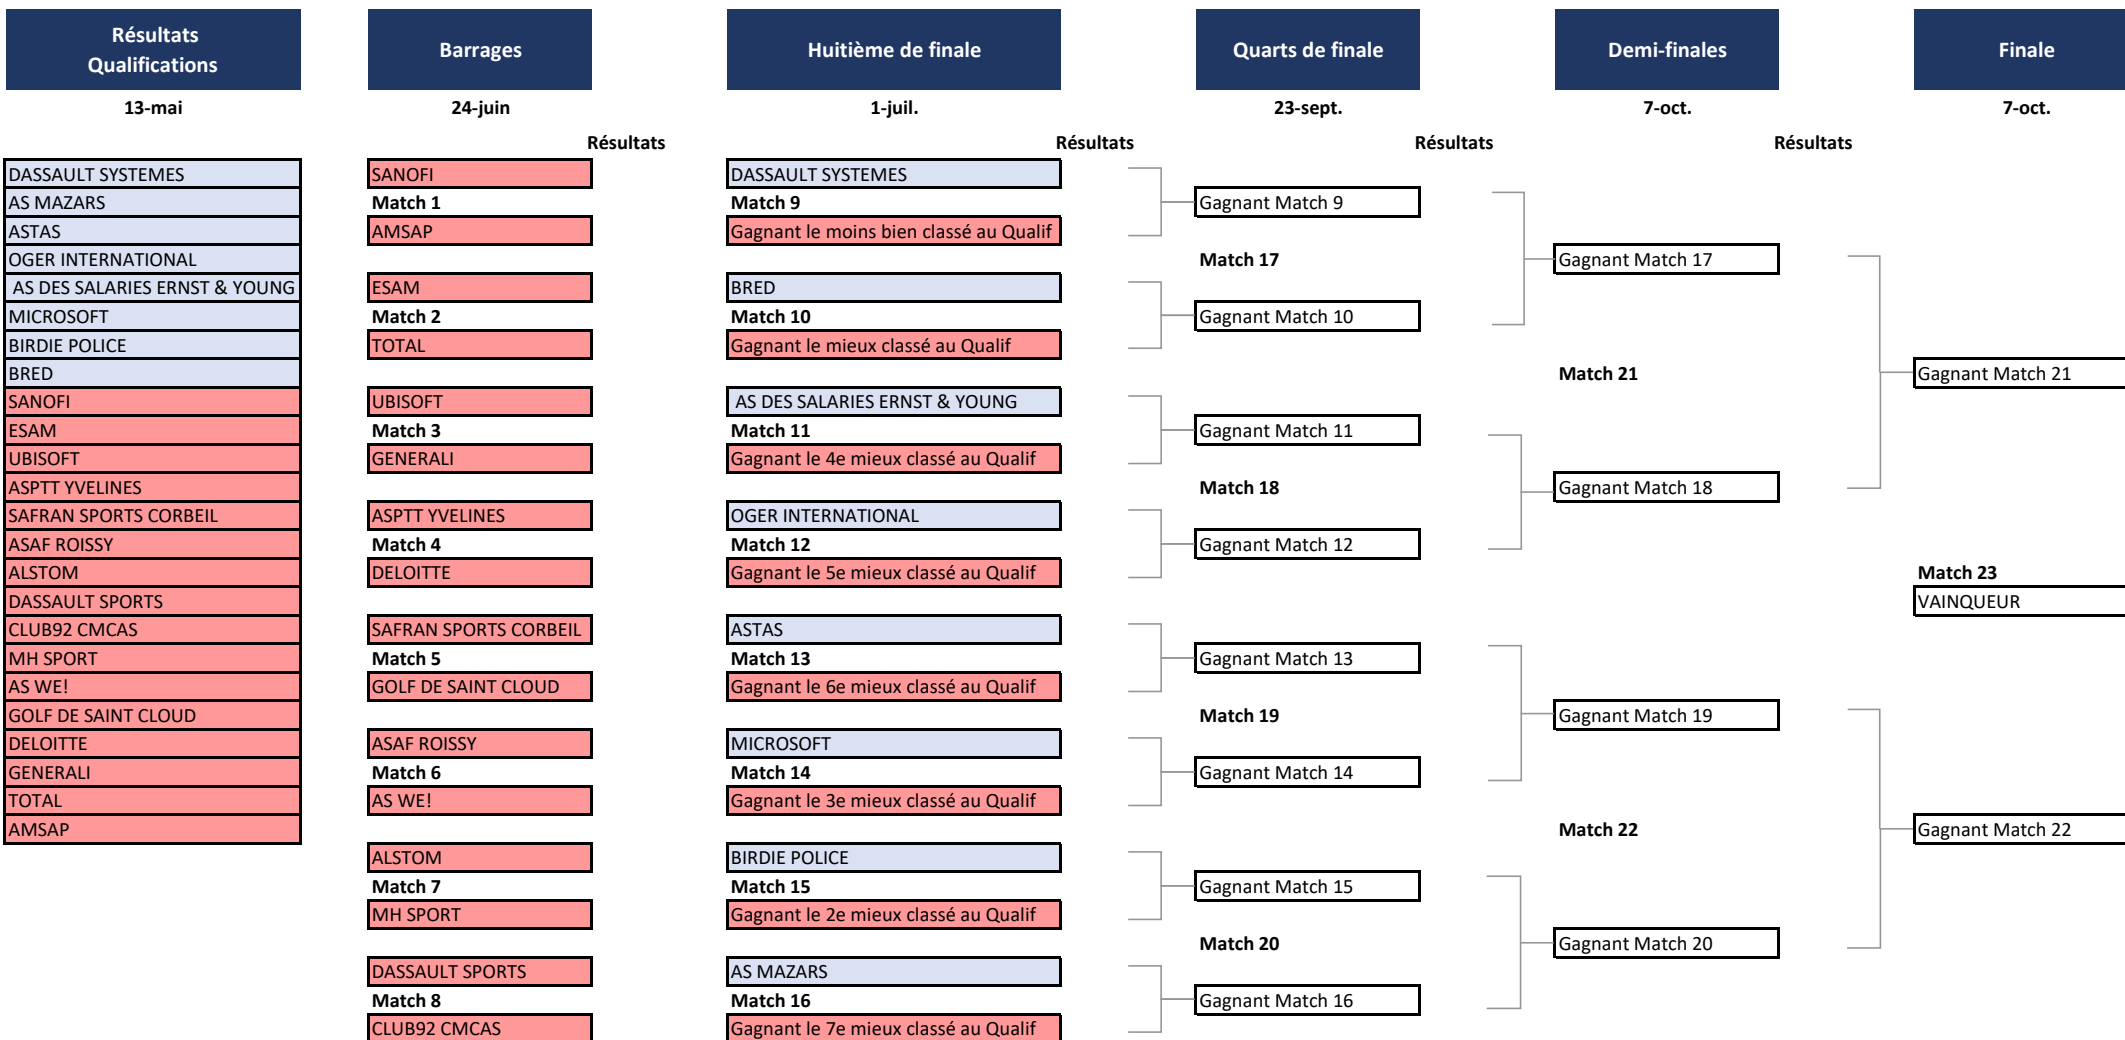 Résultats
Qualifications
13-mai
DASSAULT SYSTEMES
AS MAZARS
ASTAS
OGER INTERNATIONAL
AS DES SALARIES ERNST & YOUNG
MICROSOFT
BIRDIE POLICE
BRED
SANOFI
ESAM
UBISOFT
ASPTT YVELINES
SAFRAN SPORTS CORBEIL
ASAF ROISSY
ALSTOM
DASSAULT SPORTS
CLUB92 CMCAS
MH SPORT
AS WE!
GOLF DE SAINT CLOUD
DELOITTE
GENERALI
TOTAL
AMSAP
Barrages
24-juin
Résultats
SANOFI
Match 1
AMSAP
ESAM
Match 2
TOTAL
UBISOFT
Match 3
GENERALI
ASPTT YVELINES
Match 4
DELOITTE
SAFRAN SPORTS CORBEIL
Match 5
GOLF DE SAINT CLOUD
ASAF ROISSY
Match 6
AS WE!
ALSTOM
Match 7
MH SPORT
DASSAULT SPORTS
Match 8
CLUB92 CMCAS
Huitième de finale
1-juil.
Résultats
DASSAULT SYSTEMES
Match 9
Gagnant le moins bien classé au Qualif
BRED
Match 10
Gagnant le mieux classé au Qualif
AS DES SALARIES ERNST & YOUNG
Match 11
Gagnant le 4e mieux classé au Qualif
OGER INTERNATIONAL
Match 12
Gagnant le 5e mieux classé au Qualif
ASTAS
Match 13
Gagnant le 6e mieux classé au Qualif
MICROSOFT
Match 14
Gagnant le 3e mieux classé au Qualif
BIRDIE POLICE
Match 15
Gagnant le 2e mieux classé au Qualif
AS MAZARS
Match 16
Gagnant le 7e mieux classé au Qualif
Quarts de finale
23-sept.
Résultats
Gagnant Match 9
Match 17
Gagnant Match 10
Gagnant Match 11
Match 18
Gagnant Match 12
Gagnant Match 13
Match 19
Gagnant Match 14
Gagnant Match 15
Match 20
Gagnant Match 16
Demi-finales
7-oct.
Résultats
Gagnant Match 17
Match 21
Gagnant Match 18
Gagnant Match 19
Match 22
Gagnant Match 20
Finale
7-oct.
Gagnant Match 21
Match 23
VAINQUEUR
Gagnant Match 22